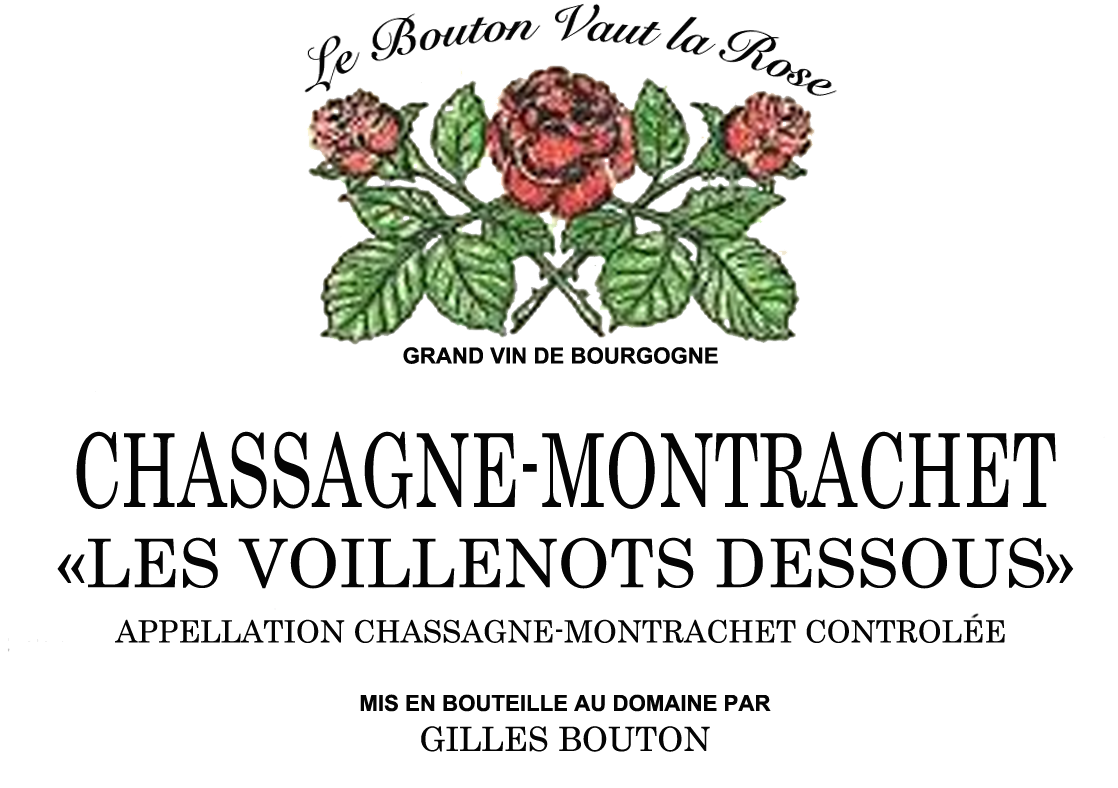 Le Bouton Vaut la Rose
GRAND VIN DE BOURGOGNE
CHASSAGNE-MONTRACHET
«LES VOILLENOTS DESSOUS»
APPELLATION CHASSAGNE-MONTRACHET CONTROLÉE
MIS EN BOUTEILLE AU DOMAINE PAR
GILLES BOUTON